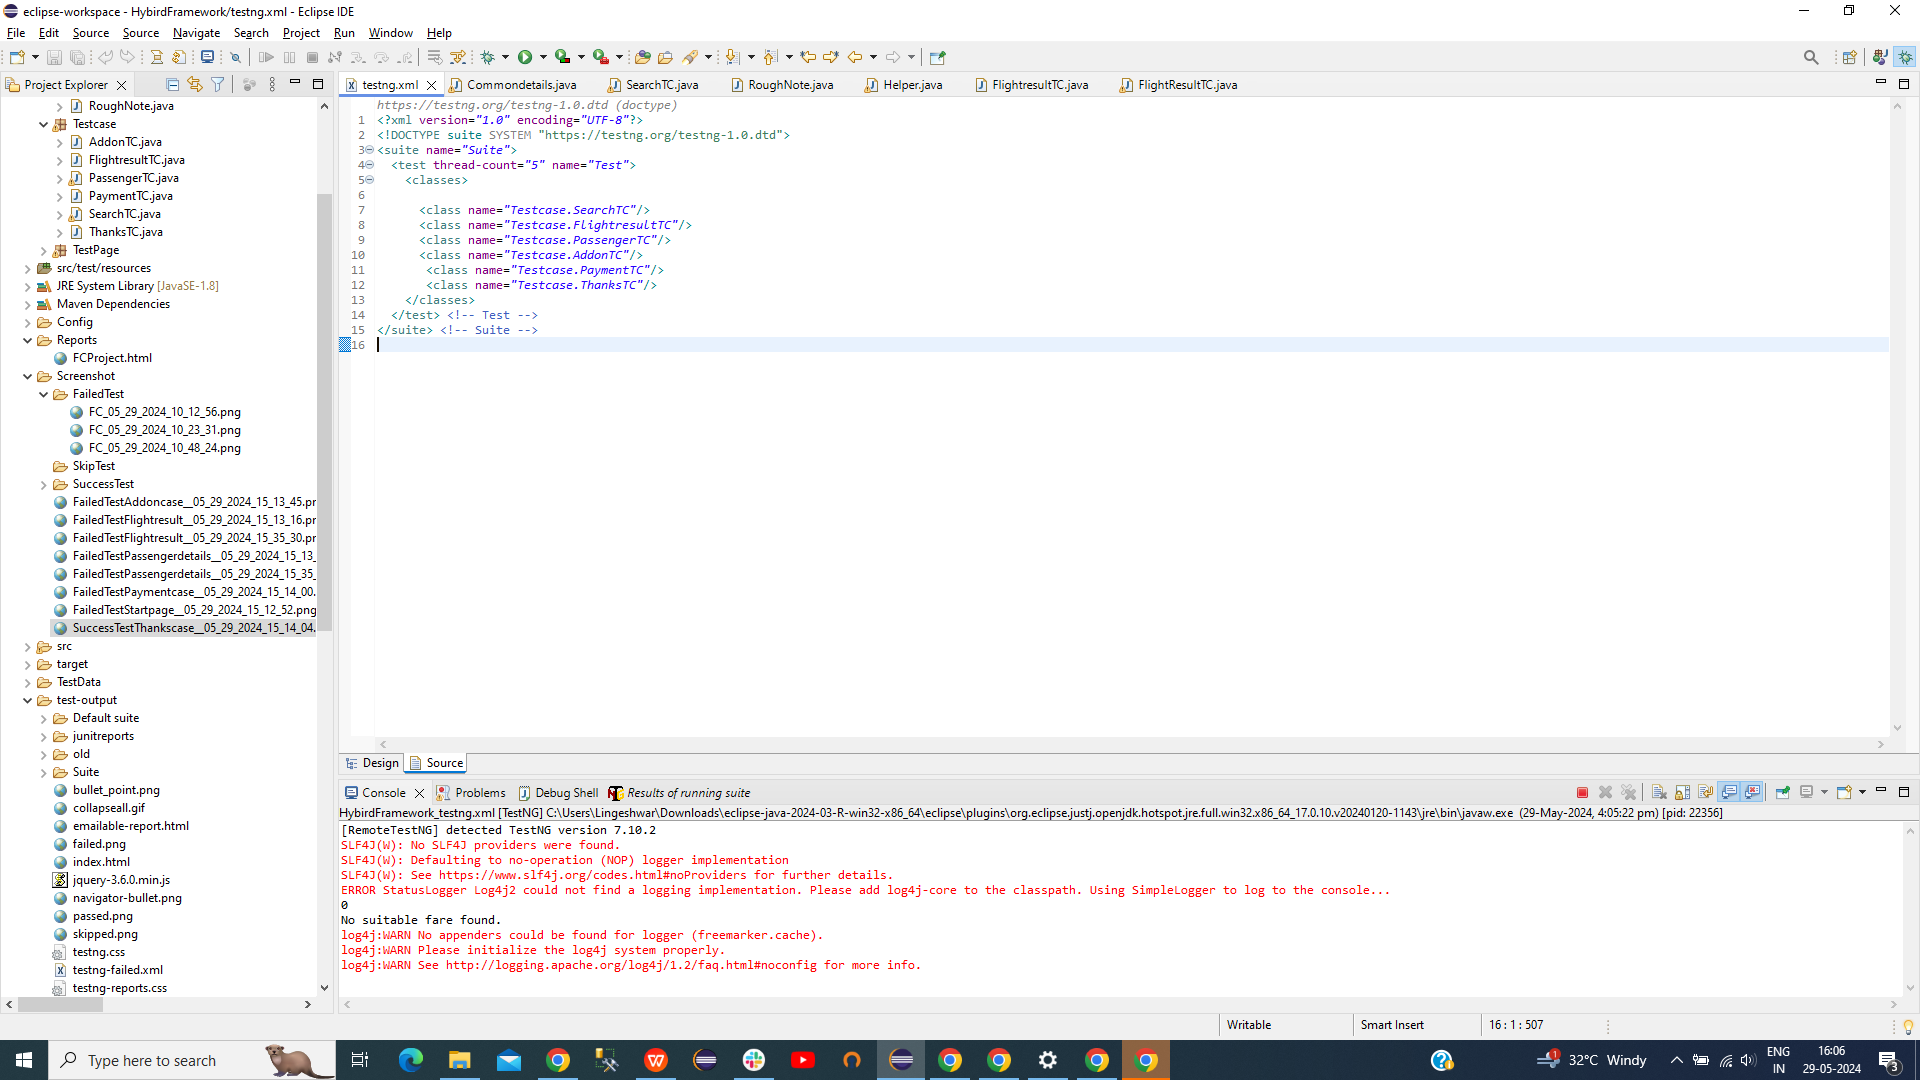 eclipse-workspace - HybirdFramework/testng.xml - Eclipse IDE
File Edit Source Source Navigate Search Project Run Window Help
Project Explorer
RoughNote.java
Testcase
AddonTC.java
FlightresultTC.java
PassengerTC.java
PaymentTC.java
SearchTC.java
ThanksTC.java
TestPage
src/test/resources
JRE System Library [JavaSE-1.8]
Maven Dependencies
Config
Reports
FCProject.html
Screenshot
FailedTest
FC_05_29_2024_10_12_56.png
FC_05_29_2024_10_23_31.png
FC_05_29_2024_10_48_24.png
SkipTest
SuccessTest
FailedTestAddoncase__05_29_2024_15_13_45.pr
FailedTestFlightresult__05_29_2024_15_13_16.pr
FailedTestFlightresult__05_29_2024_15_35_30.pr
FailedTestPassengerdetails__05_29_2024_15_13_
FailedTestPassengerdetails__05_29_2024_15_35_
FailedTestPaymentcase__05_29_2024_15_14_00.
FailedTestStartpage__05_29_2024_15_12_52.png
SuccessTestThankscase__05_29_2024_15_14_04.
src
target
TestData
test-output
Default suite
junitreports
old
Suite
bullet_point.png
collapseall.gif
emailable-report.html
failed.png
index.html
jquery-3.6.0.min.js
navigator-bullet.png
passed.png
skipped.png
testng.css
testng-failed.xml
testng-reports.css
testng.xml Commondetails.java SearchTC.java RoughNote.java Helper.java FlightresultTC.java FlightResultTC.java
https://testng.org/testng-1.0.dtd (doctype)
1 <?xml version="1.0" encoding="UTF-8"?>
2 <!DOCTYPE suite SYSTEM "https://testng.org/testng-1.0.dtd">
3 <suite name="Suite">
4 <test thread-count="5" name="Test">
5 <classes>
6
7 <class name="Testcase.SearchTC"/>
8 <class name="Testcase.FlightresultTC"/>
9 <class name="Testcase.PassengerTC"/>
10 <class name="Testcase.AddonTC"/>
11 <class name="Testcase.PaymentTC"/>
12 <class name="Testcase.ThanksTC"/>
13 </classes>
14 </test> <!-- Test -->
15 </suite> <!-- Suite -->
16
Design Source
Console Problems Debug Shell Results of running suite
HybirdFramework_testng.xml [TestNG] C:\Users\Lingeshwar\Downloads\eclipse-java-2024-03-R-win32-x86_64\eclipse\plugins\org.eclipse.justj.openjdk.hotspot.jre.full.win32.x86_64_17.0.10.v20240120-1143\jre\bin\javaw.exe (29-May-2024, 4:05:22 pm) [pid: 22356]
[RemoteTestNG] detected TestNG version 7.10.2
SLF4J(W): No SLF4J providers were found.
SLF4J(W): Defaulting to no-operation (NOP) logger implementation
SLF4J(W): See https://www.slf4j.org/codes.html#noProviders for further details.
ERROR StatusLogger Log4j2 could not find a logging implementation. Please add log4j-core to the classpath. Using SimpleLogger to log to the console...
0
No suitable fare found.
log4j:WARN No appenders could be found for logger (freemarker.cache).
log4j:WARN Please initialize the log4j system properly.
log4j:WARN See http://logging.apache.org/log4j/1.2/faq.html#noconfig for more info.
Writable Smart Insert 16 : 1 : 507
Type here to search
32°C Windy
ENG
IN
16:06
29-05-2024
3